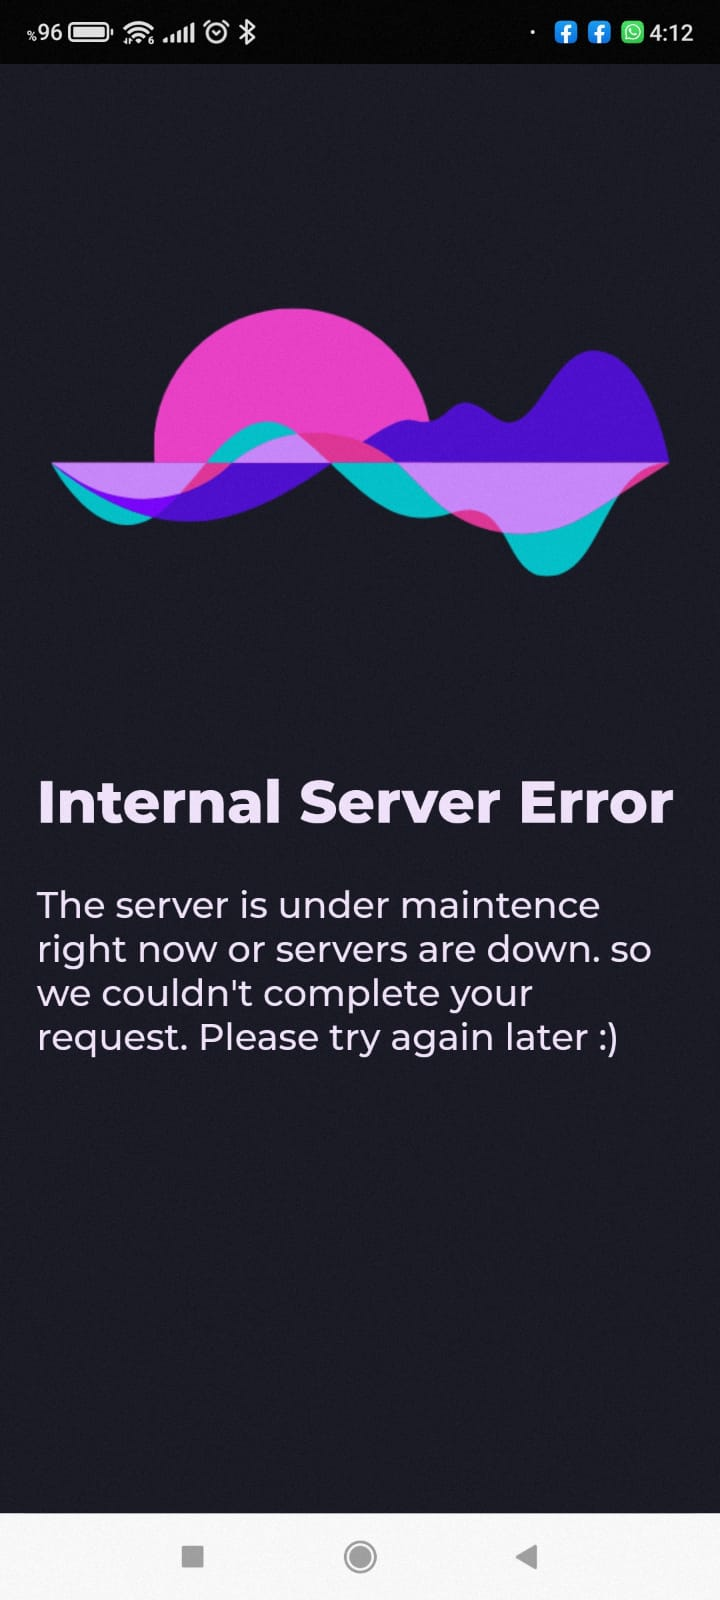 %96 6 4:12
Internal Server Error
The server is under maintence
right now or servers are down. so
we couldn't complete your
request. Please try again later :)